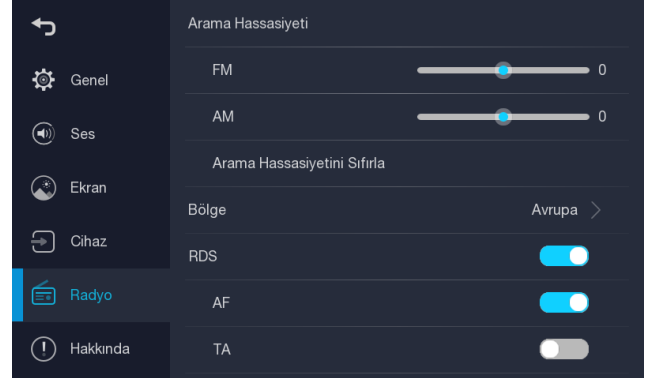 Arama Hassasiyeti
FM 0
Genel
AM 0
Ses
Arama Hassasiyetini Sıfırla
Ekran
Bölge Avrupa
Cihaz
RDS
Radyo
AF
Hakkında
TA